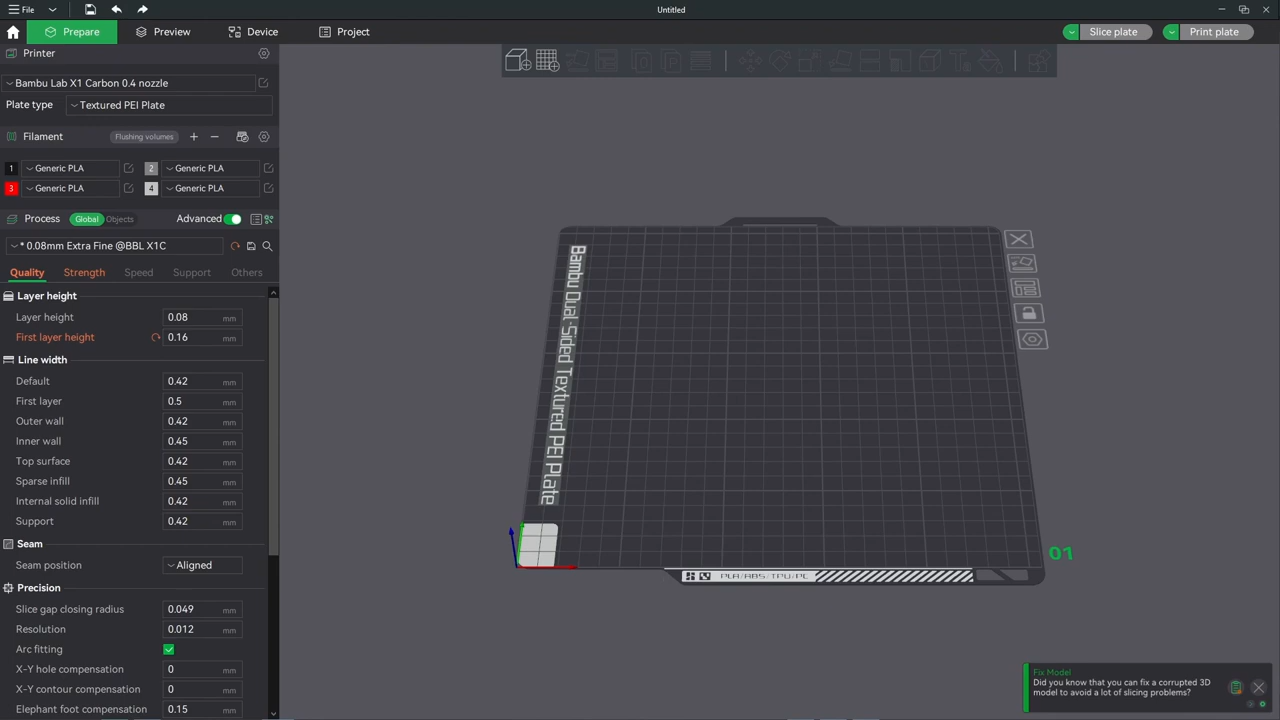 File
Untitled
Prepare
Preview
Device
Project
Slice plate
Print plate
Printer
Bambu Lab X1 Carbon 0.4 nozzle
Plate type
Textured PEI Plate
Filament
Flushing volumes
1 Generic PLA
2 Generic PLA
3 Generic PLA
4 Generic PLA
Process
Global Objects
Advanced
* 0.08mm Extra Fine @BBL X1C
Quality Strength Speed Support Others
Layer height
Layer height 0.08 mm
First layer height 0.16 mm
Line width
Default 0.42 mm
First layer 0.5 mm
Outer wall 0.42 mm
Inner wall 0.45 mm
Top surface 0.42 mm
Sparse infill 0.45 mm
Internal solid infill 0.42 mm
Support 0.42 mm
Seam
Seam position Aligned
Precision
Slice gap closing radius 0.049 mm
Resolution 0.012 mm
Arc fitting
X-Y hole compensation 0 mm
X-Y contour compensation 0 mm
Elephant foot compensation 0.15 mm
Bambu Dual-Sided Textured PEI Plate
01
PLA/ABS/TPU/PC
Fix Model
Did you know that you can fix a corrupted 3D
model to avoid a lot of slicing problems?